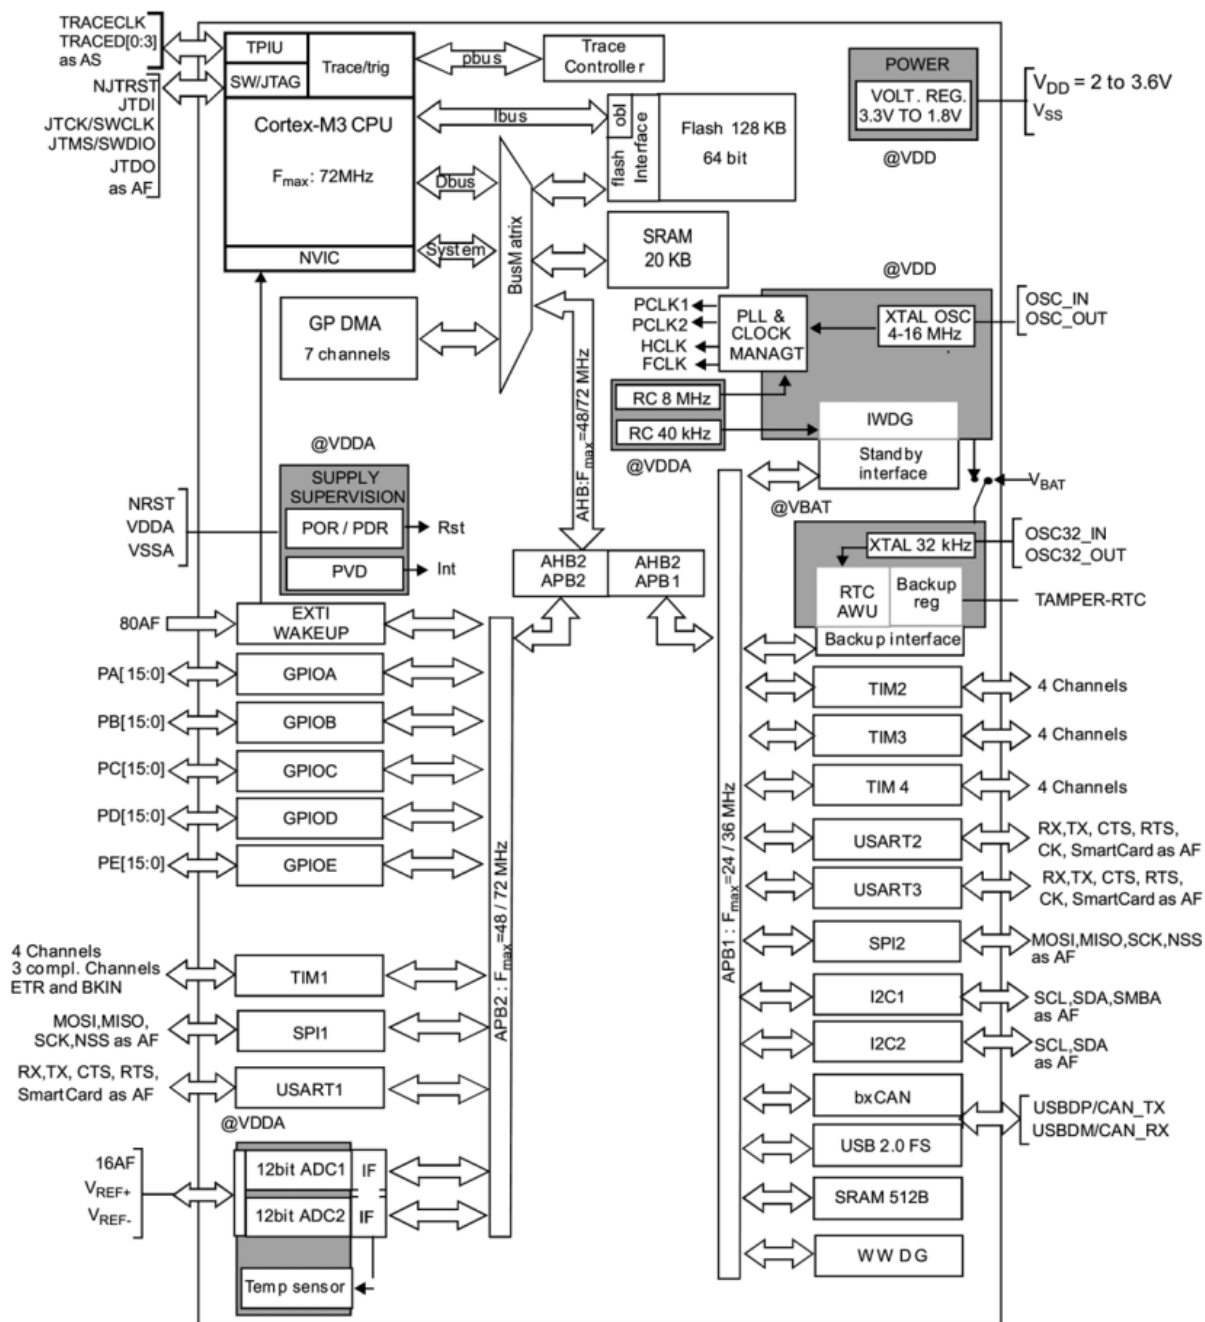 TRACECLK
TRACED[0:3]
as AS
NJTRST
JTDI
JTCK/SWCLK
JTMS/SWDIO
JTDO
as AF
TPIU
SW/JTAG
Trace/trig
Cortex-M3 CPU
Fmax: 72MHz
NVIC
pbus
Trace
Controller
Ibus
Dbus
System
BusMatrix
obl
flash
Interface
Flash 128 KB
64 bit
SRAM
20 KB
GP DMA
7 channels
POWER
VOLT. REG.
3.3V TO 1.8V
@VDD
VDD = 2 to 3.6V
VSS
@VDD
PCLK1
PCLK2
HCLK
FCLK
PLL &
CLOCK
MANAGT
XTAL OSC
4-16 MHz
OSC_IN
OSC_OUT
RC 8 MHz
RC 40 kHz
@VDDA
IWDG
Standby
interface
@VBAT
VBAT
XTAL 32 kHz
OSC32_IN
OSC32_OUT
RTC
AWU
Backup
reg
TAMPER-RTC
Backup interface
AHB:Fmax=48/72 MHz
@VDDA
SUPPLY
SUPERVISION
NRST
VDDA
VSSA
POR / PDR
Rst
PVD
Int
AHB2
APB2
AHB2
APB1
80AF
EXTI
WAKEUP
PA[15:0]
GPIOA
PB[15:0]
GPIOB
PC[15:0]
GPIOC
PD[15:0]
GPIOD
PE[15:0]
GPIOE
4 Channels
3 compl. Channels
ETR and BKIN
TIM1
MOSI,MISO,
SCK,NSS as AF
SPI1
RX,TX, CTS, RTS,
SmartCard as AF
USART1
@VDDA
16AF
VREF+
VREF-
12bit ADC1
IF
12bit ADC2
IF
Temp sensor
APB2 : Fmax=48 / 72 MHz
APB1 : Fmax=24 / 36 MHz
TIM2
4 Channels
TIM3
4 Channels
TIM 4
4 Channels
USART2
RX,TX, CTS, RTS,
CK, SmartCard as AF
USART3
RX,TX, CTS, RTS,
CK, SmartCard as AF
SPI2
MOSI,MISO,SCK,NSS
as AF
I2C1
SCL,SDA,SMBA
as AF
I2C2
SCL,SDA
as AF
bxCAN
USBDP/CAN_TX
USBDM/CAN_RX
USB 2.0 FS
SRAM 512B
WWDG